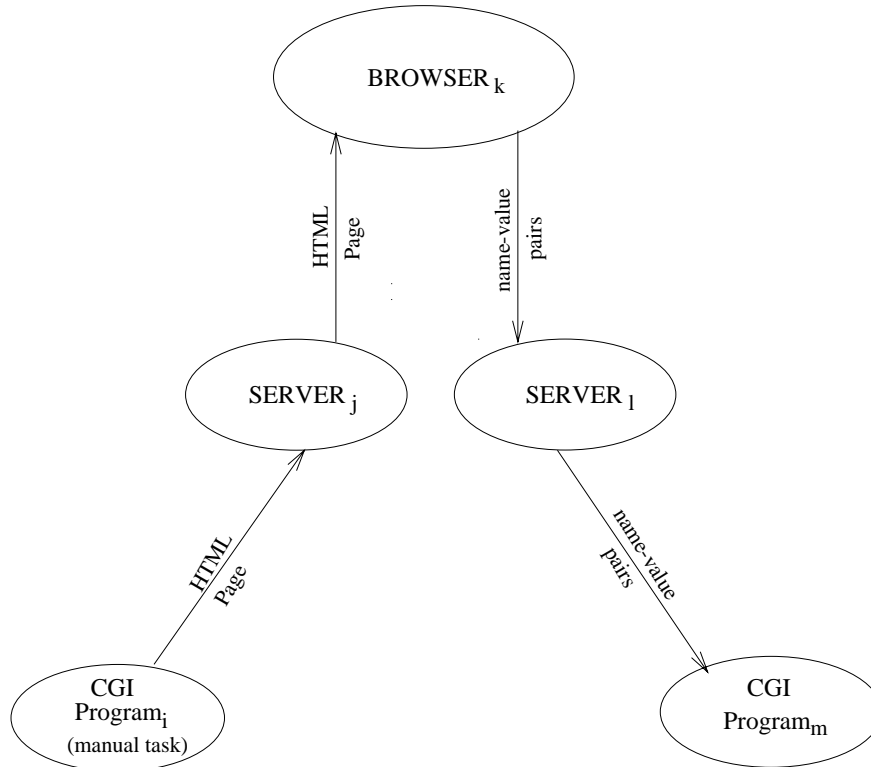 BROWSER k
HTML
Page
name-value
pairs
SERVER j
SERVER l
HTML
Page
name-value
pairs
CGI
Program i
(manual task)
CGI
Program m